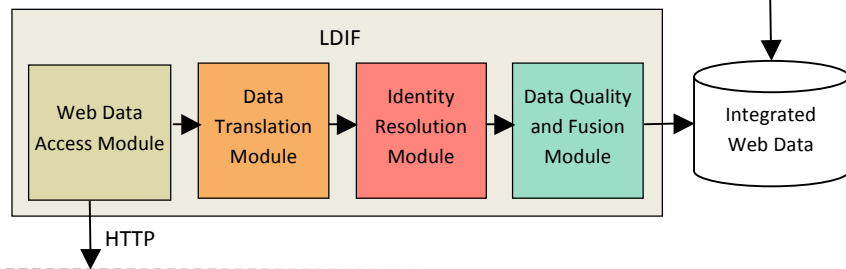 LDIF
Web Data
Access Module
Data
Translation
Module
Identity
Resolution
Module
Data Quality
and Fusion
Module
Integrated
Web Data
HTTP